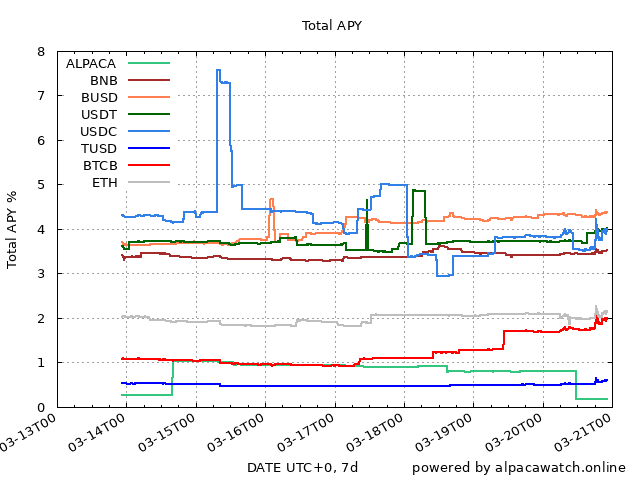 Total APY
8
7
6
5
4
3
2
1
0
Total APY %
ALPACA
BNB
BUSD
USDT
USDC
TUSD
BTCB
ETH
03-13T00
03-14T00
03-15T00
03-16T00
03-17T00
03-18T00
03-19T00
03-20T00
03-21T00
DATE UTC+0, 7d
powered by alpacawatch.online